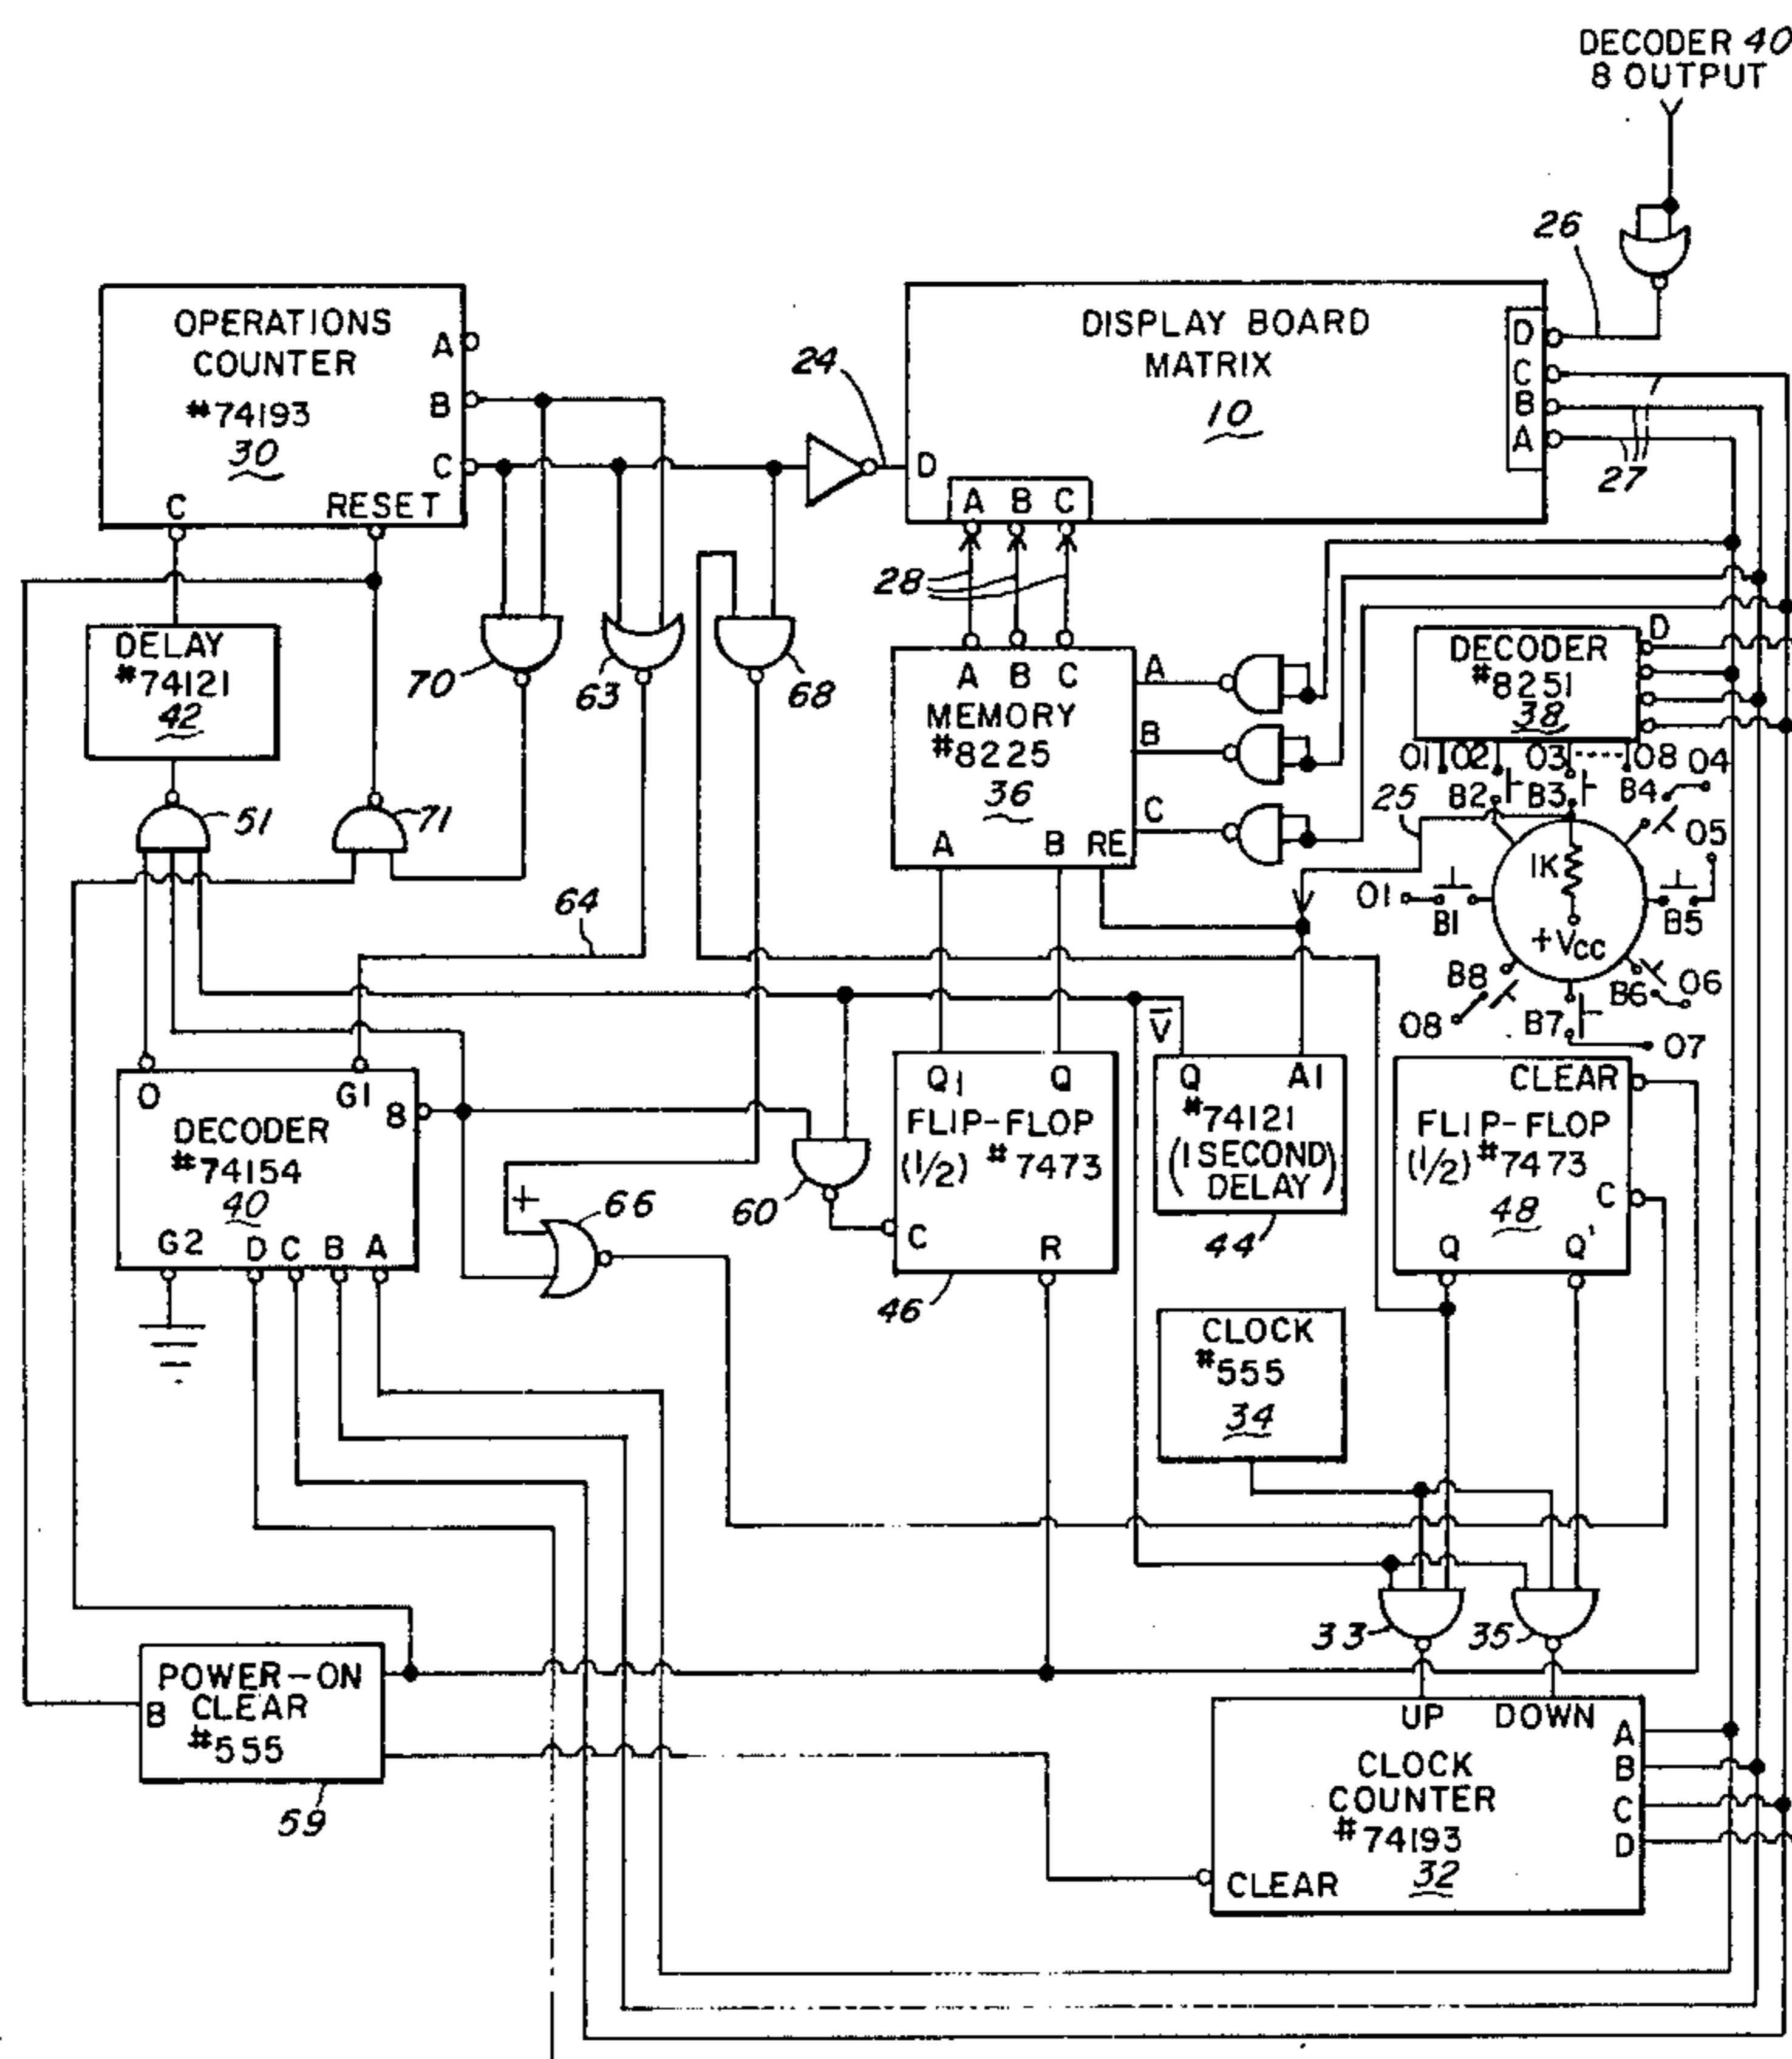 DECODER 40
8 OUTPUT
26
OPERATIONS
COUNTER
#74193
30
A
B
C
C
RESET
24
DISPLAY BOARD
MATRIX
10
D
A B C
D
C
B
A
27
28
DELAY
#74121
42
70
63
68
A B C
MEMORY
#8225
36
A
B
RE
A
B
C
DECODER
#8251
38
D
O1 O2 O3 ---- O8 O4
B2 B3 B4
25
O5
1K
+VCC
O1
B1
B5
B8
O8
B7
B6
O6
O7
51
71
64
V̄
O
G1
8
DECODER
#74154
40
G2 D C B A
+
66
60
Q1 Q
FLIP-FLOP
(1/2) #7473
C
R
46
Q A1
#74121
(1 SECOND)
DELAY
44
CLEAR
FLIP-FLOP
(1/2) #7473
C
48
Q Q'
CLOCK
#555
34
33
35
POWER-ON
CLEAR
B
#555
59
UP DOWN
A
B
C
D
CLOCK
COUNTER
#74193
32
CLEAR